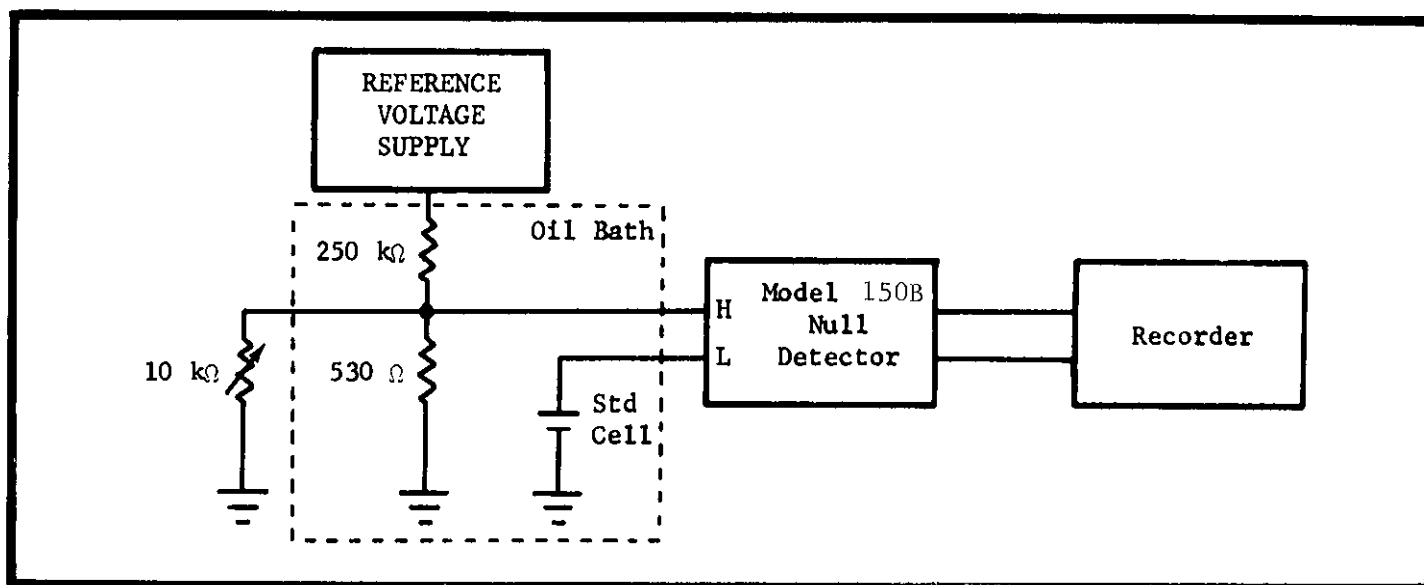 REFERENCE
VOLTAGE
SUPPLY
Oil Bath
250 kΩ
10 kΩ
530 Ω
Std
Cell
H
L
Model 150B
Null
Detector
Recorder